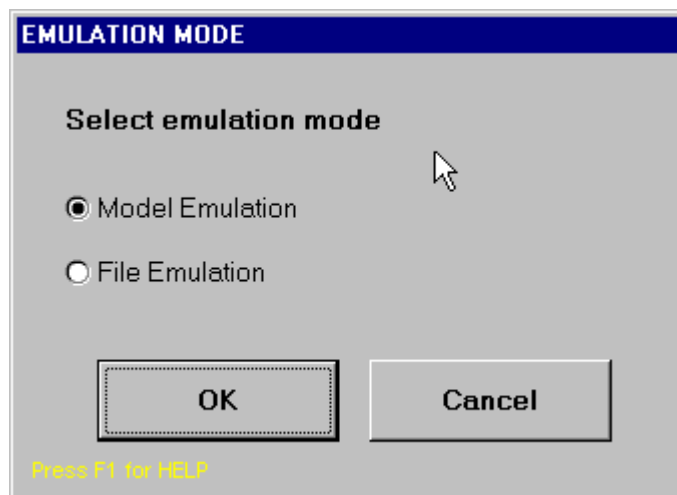 EMULATION MODE
Select emulation mode
Model Emulation
File Emulation
OK
Cancel
Press F1 for HELP